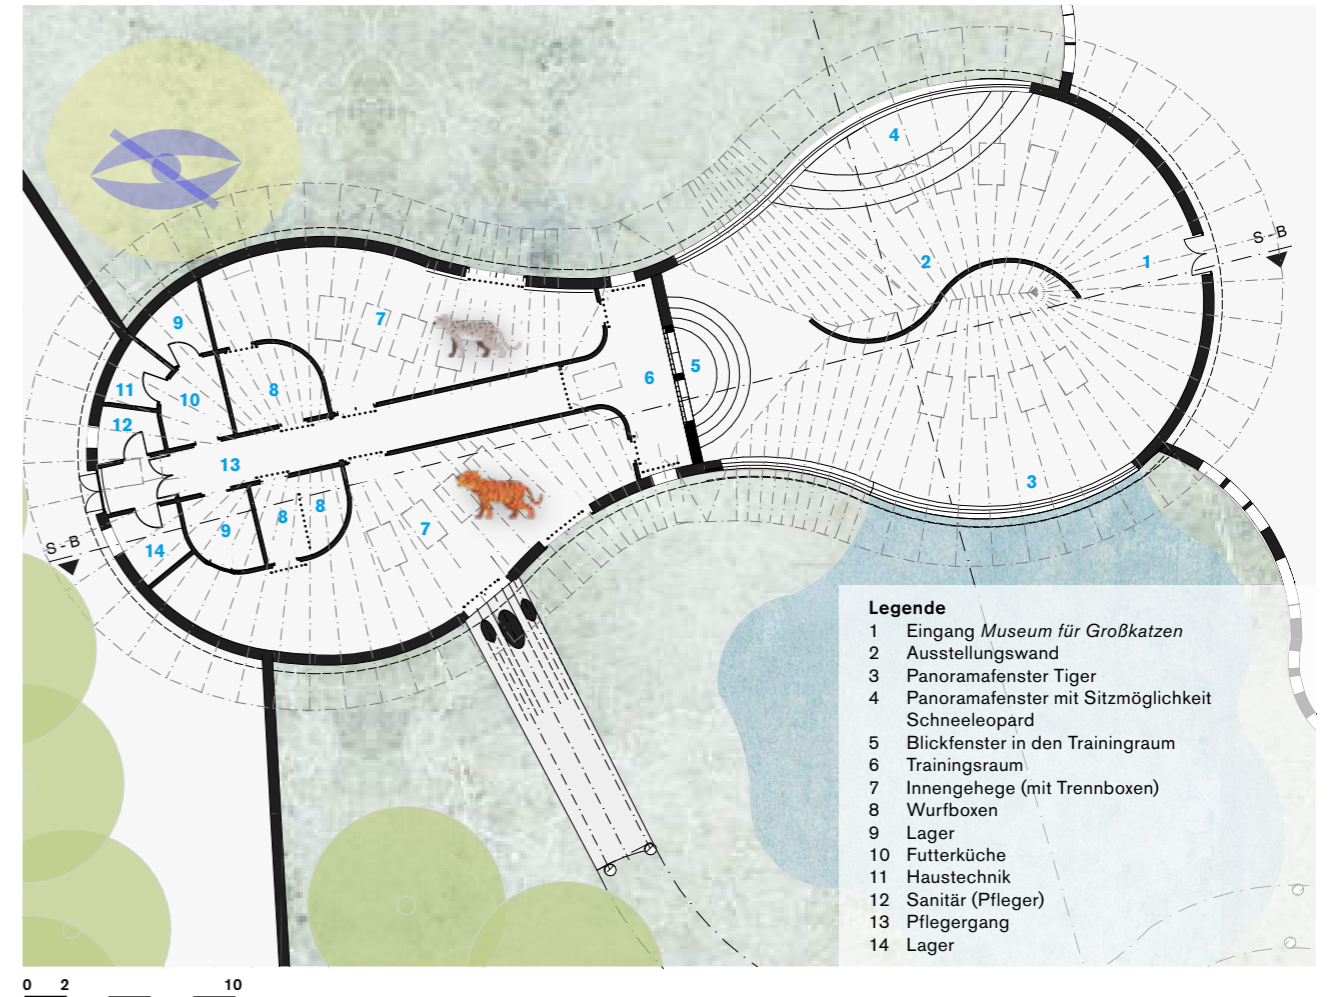 4
S - B
2
1
9
7
5
6
11
10
8
12
13
3
8
8
9
7
14
S - B
Legende
1 Eingang Museum für Großkatzen
2 Ausstellungswand
3 Panoramafenster Tiger
4 Panoramafenster mit Sitzmöglichkeit
Schneeleopard
5 Blickfenster in den Trainingraum
6 Trainingsraum
7 Innengehege (mit Trennboxen)
8 Wurfboxen
9 Lager
10 Futterküche
11 Haustechnik
12 Sanitär (Pfleger)
13 Pflegergang
14 Lager
0 2 10